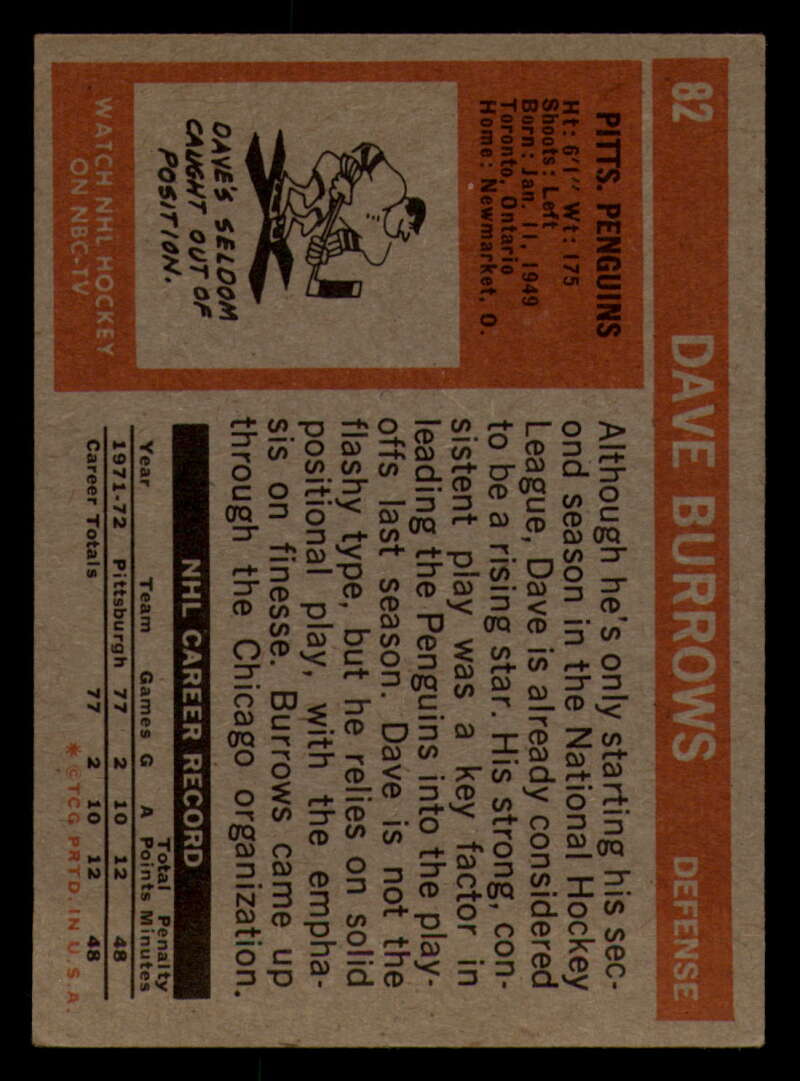 82 DAVE BURROWS DEFENSE
PITTS. PENGUINS
Ht: 6'1" Wt: 175
Shoots: Left
Born: Jan. 11, 1949
Toronto, Ontario
Home: Newmarket, O.
DAVE'S SELDOM
CAUGHT OUT OF
POSITION.
WATCH NHL HOCKEY
ON NBC-TV
Although he's only starting his sec-
ond season in the National Hockey
League, Dave is already considered
to be a rising star. His strong, con-
sistent play was a key factor in
leading the Penguins into the play-
offs last season. Dave is not the
flashy type, but he relies on solid
positional play, with the empha-
sis on finesse. Burrows came up
through the Chicago organization.
NHL CAREER RECORD
Total Penalty
Year Team Games G A Points Minutes
1971-72 Pittsburgh 77 2 10 12 48
Career Totals 77 2 10 12 48
* ©TCG PRTD. IN U.S.A.